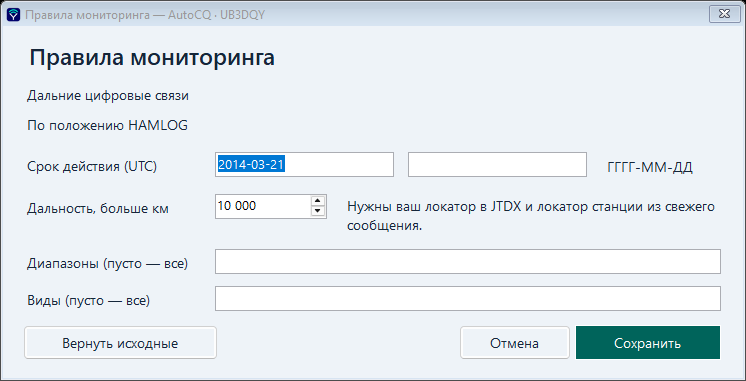 Правила мониторинга — AutoCQ · UB3DQY
Правила мониторинга
Дальние цифровые связи
По положению HAMLOG
Срок действия (UTC) 2014-03-21 ГГГГ-ММ-ДД
Дальность, больше км 10 000 Нужны ваш локатор в JTDX и локатор станции из свежего
сообщения.
Диапазоны (пусто — все)
Виды (пусто — все)
Вернуть исходные Отмена Сохранить